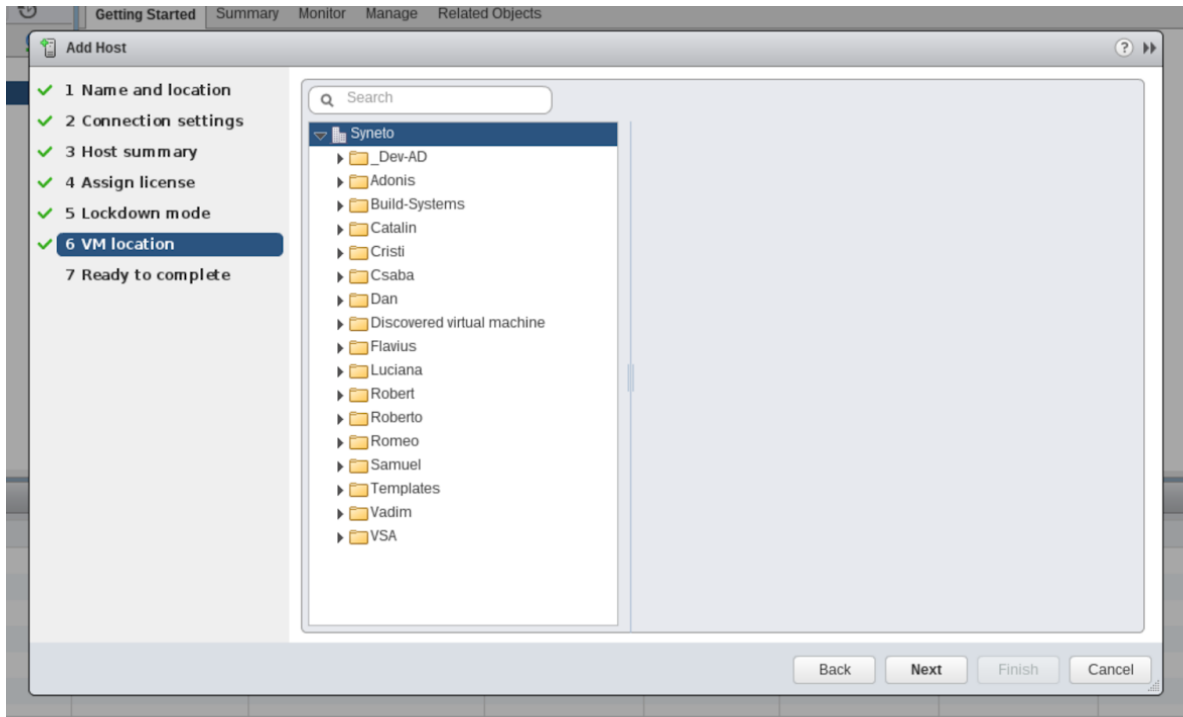 Getting Started Summary Monitor Manage Related Objects
Add Host
?
1 Name and location
2 Connection settings
3 Host summary
4 Assign license
5 Lockdown mode
6 VM location
7 Ready to complete
Search
Syneto
_Dev-AD
Adonis
Build-Systems
Catalin
Cristi
Csaba
Dan
Discovered virtual machine
Flavius
Luciana
Robert
Roberto
Romeo
Samuel
Templates
Vadim
VSA
Back Next Finish Cancel